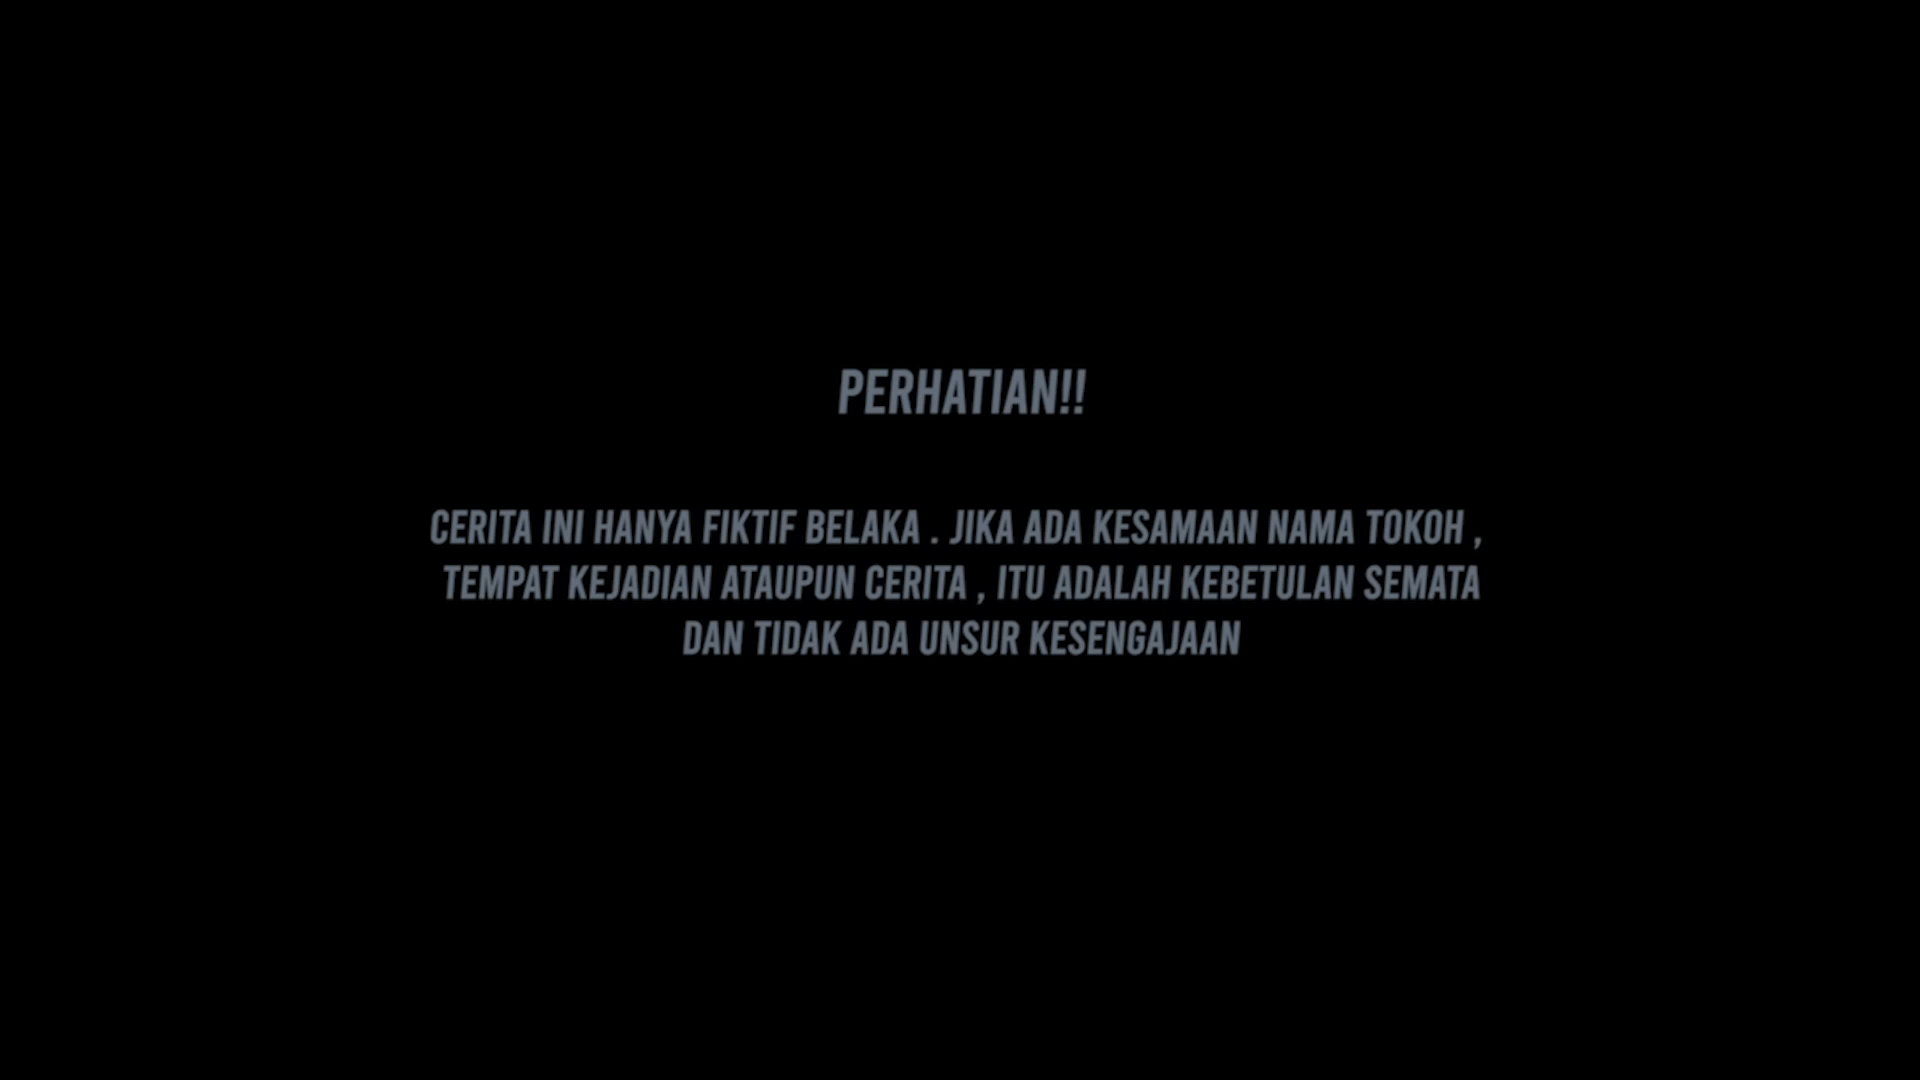 PERHATIAN!!
CERITA INI HANYA FIKTIF BELAKA . JIKA ADA KESAMAAN NAMA TOKOH ,
TEMPAT KEJADIAN ATAUPUN CERITA , ITU ADALAH KEBETULAN SEMATA
DAN TIDAK ADA UNSUR KESENGAJAAN